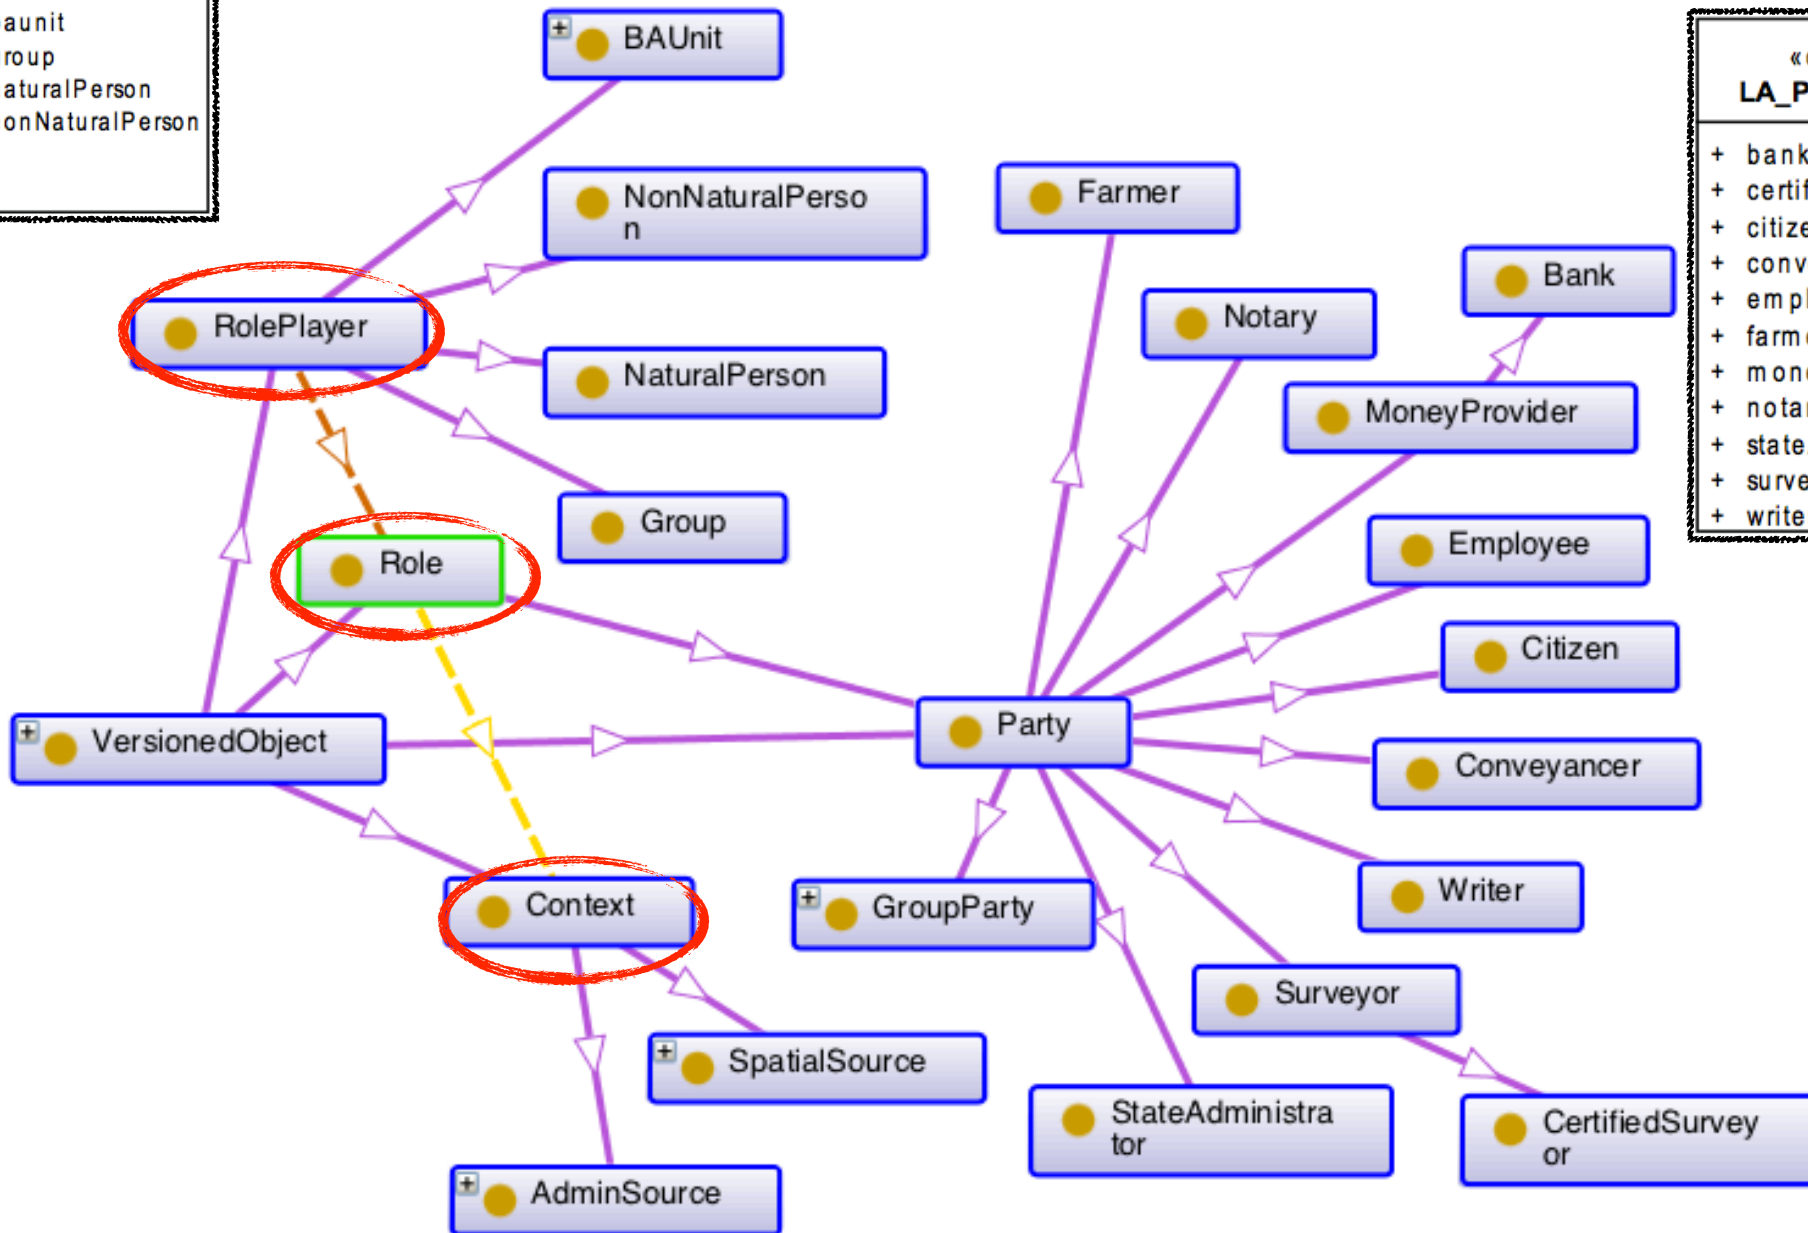 aunit
roup
aturalPerson
onNaturalPerson
BAUnit
NonNaturalPerso
n
RolePlayer
NaturalPerson
Group
Role
VersionedObject
Context
SpatialSource
AdminSource
Farmer
Notary
Bank
MoneyProvider
Employee
Citizen
Party
Conveyancer
Writer
GroupParty
Surveyor
StateAdministra
tor
CertifiedSurvey
or
LA_P
+ bank
+ certif
+ citize
+ conv
+ empl
+ farme
+ mone
+ notar
+ state
+ surve
+ write